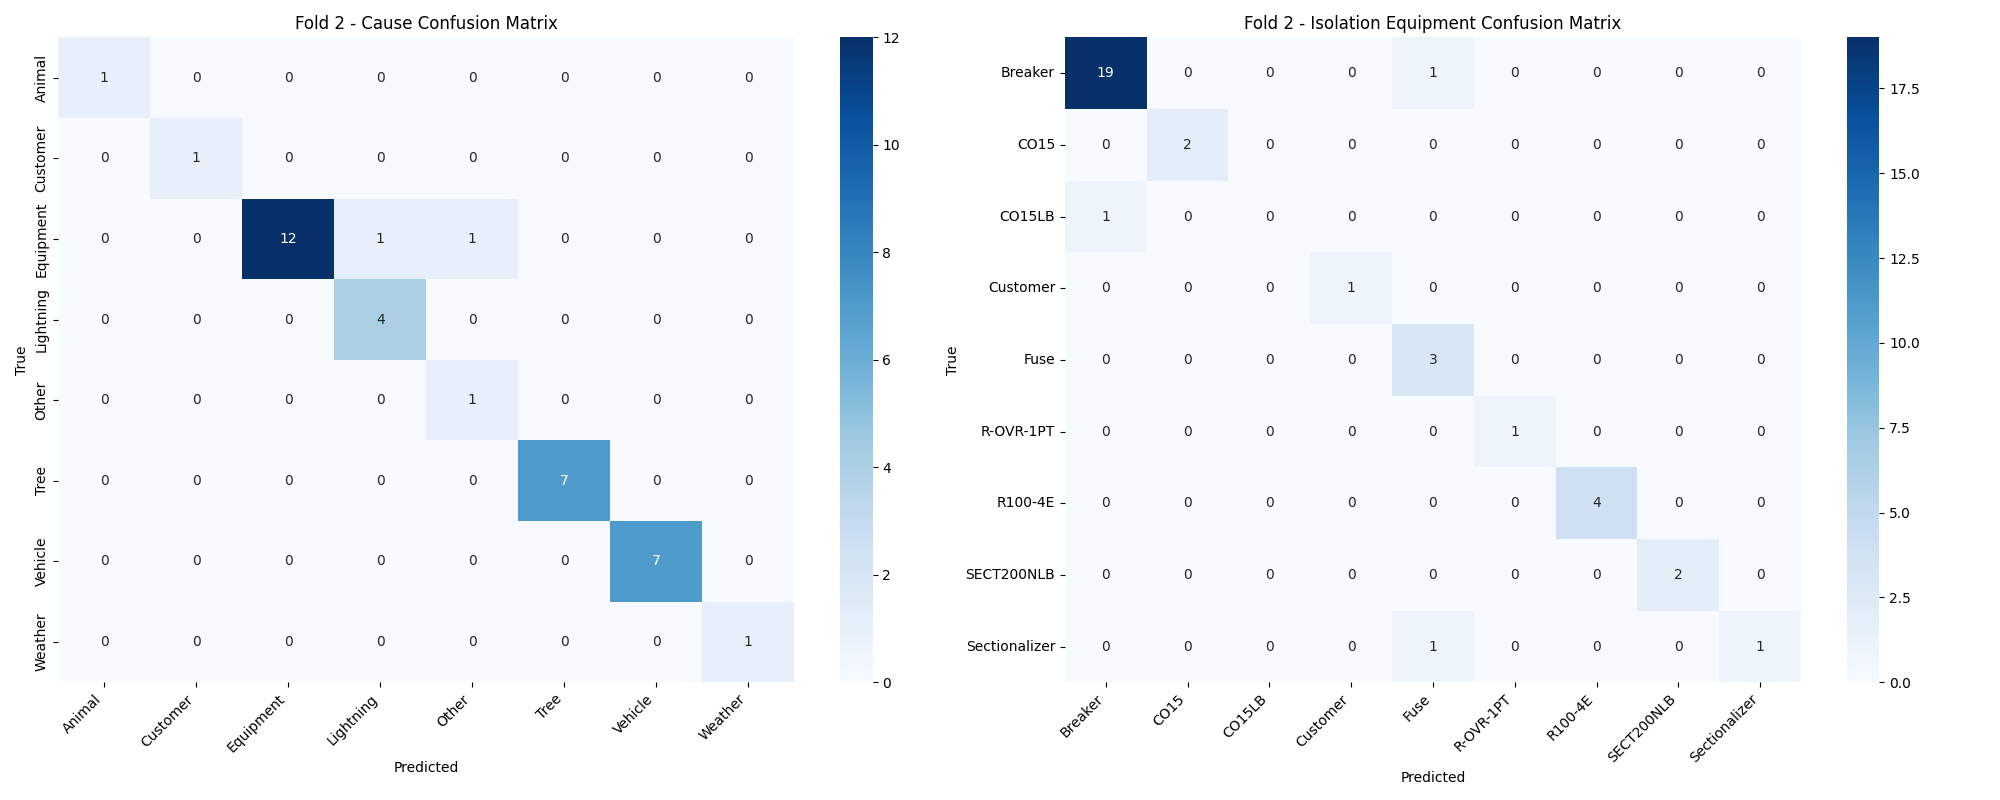 Fold 2 - Cause Confusion Matrix
Animal 1 0 0 0 0 0 0 0
Customer 0 1 0 0 0 0 0 0
Equipment 0 0 12 1 1 0 0 0
Lightning 0 0 0 4 0 0 0 0
Other 0 0 0 0 1 0 0 0
Tree 0 0 0 0 0 7 0 0
Vehicle 0 0 0 0 0 0 7 0
Weather 0 0 0 0 0 0 0 1
True
Animal Customer Equipment Lightning Other Tree Vehicle Weather
Predicted
12
10
8
6
4
2
0
Fold 2 - Isolation Equipment Confusion Matrix
Breaker 19 0 0 0 1 0 0 0 0
CO15 0 2 0 0 0 0 0 0 0
CO15LB 1 0 0 0 0 0 0 0 0
Customer 0 0 0 1 0 0 0 0 0
Fuse 0 0 0 0 3 0 0 0 0
R-OVR-1PT 0 0 0 0 0 1 0 0 0
R100-4E 0 0 0 0 0 0 4 0 0
SECT200NLB 0 0 0 0 0 0 0 2 0
Sectionalizer 0 0 0 0 1 0 0 0 1
True
Breaker CO15 CO15LB Customer Fuse R-OVR-1PT R100-4E SECT200NLB Sectionalizer
Predicted
17.5
15.0
12.5
10.0
7.5
5.0
2.5
0.0